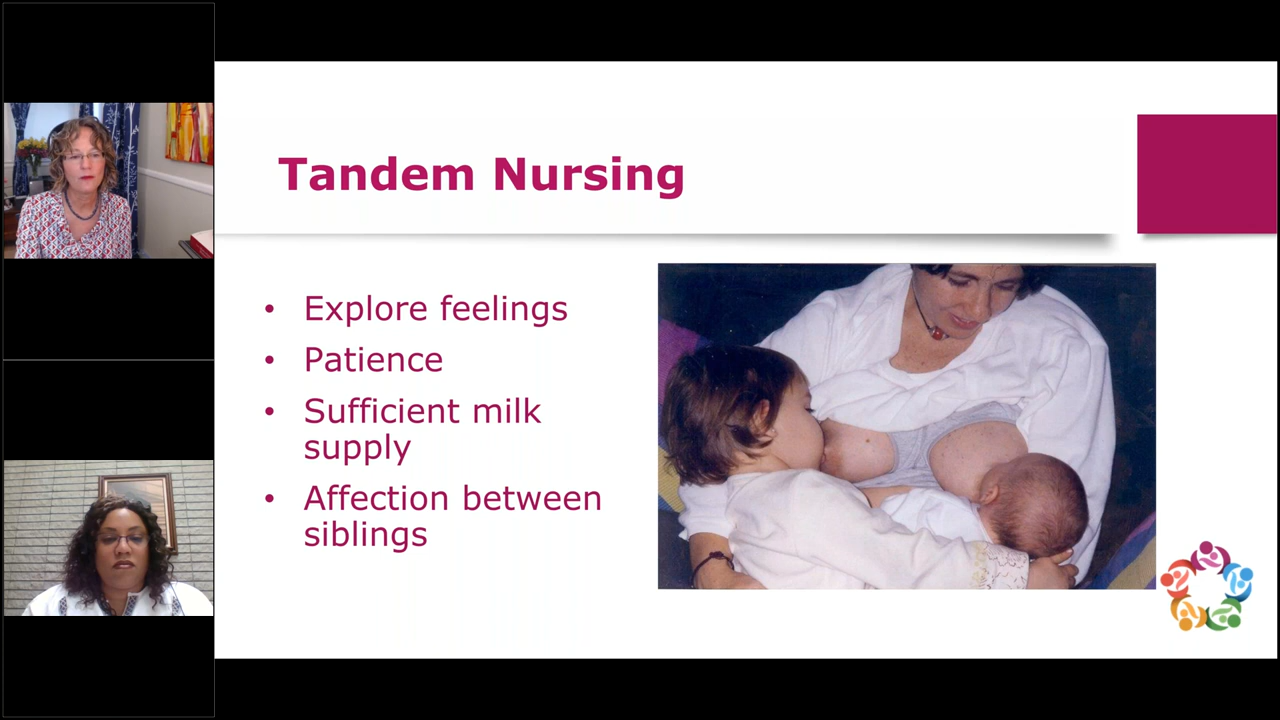 Tandem Nursing
• Explore feelings
• Patience
• Sufficient milk
supply
• Affection between
siblings